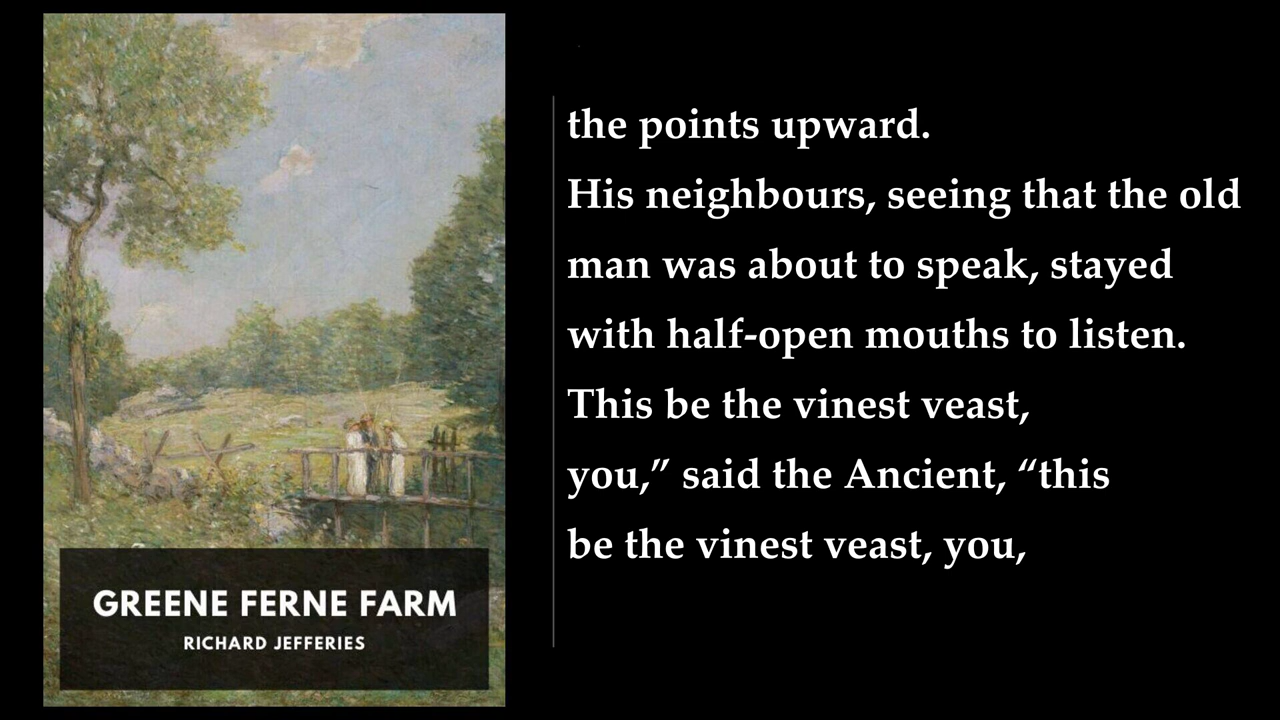 GREENE FERNE FARM
RICHARD JEFFERIES
the points upward.
His neighbours, seeing that the old
man was about to speak, stayed
with half-open mouths to listen.
This be the vinest veast,
you,” said the Ancient, “this
be the vinest veast, you,